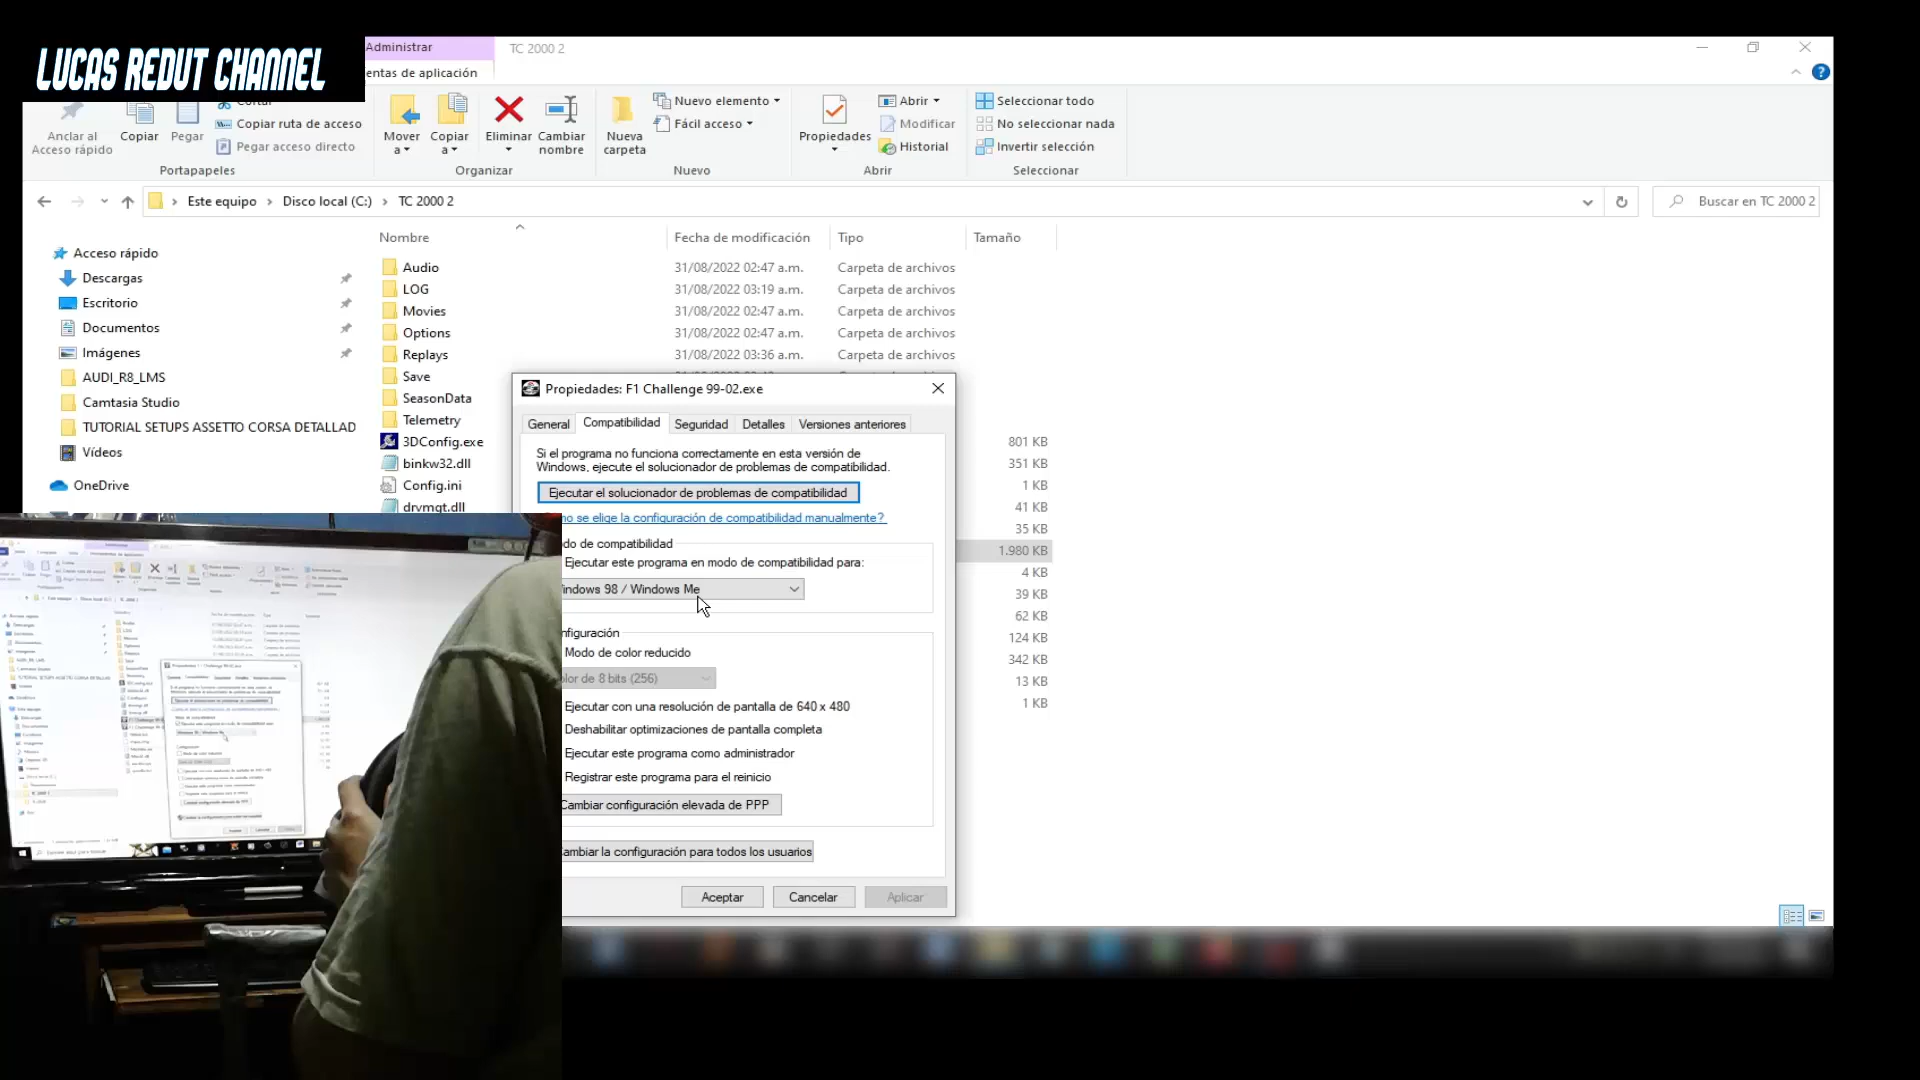 LUCAS REDUT CHANNEL
Administrar
TC 2000 2
entas de aplicación
Anclar al
Acceso rápido
Copiar
Pegar
Cortar
Copiar ruta de acceso
Pegar acceso directo
Portapapeles
Mover
a
Copiar
a
Eliminar
Cambiar
nombre
Organizar
Nueva
carpeta
Nuevo elemento
Fácil acceso
Nuevo
Propiedades
Abrir
Modificar
Historial
Abrir
Seleccionar todo
No seleccionar nada
Invertir selección
Seleccionar
Este equipo > Disco local (C:) > TC 2000 2
Buscar en TC 2000 2
Acceso rápido
Descargas
Escritorio
Documentos
Imágenes
AUDI_R8_LMS
Camtasia Studio
TUTORIAL SETUPS ASSETTO CORSA DETALLAD
Vídeos
OneDrive
Nombre Fecha de modificación Tipo Tamaño
Audio 31/08/2022 02:47 a.m. Carpeta de archivos
LOG 31/08/2022 03:19 a.m. Carpeta de archivos
Movies 31/08/2022 02:47 a.m. Carpeta de archivos
Options 31/08/2022 02:47 a.m. Carpeta de archivos
Replays 31/08/2022 03:36 a.m. Carpeta de archivos
Save
SeasonData
Telemetry
3DConfig.exe 801 KB
binkw32.dll 351 KB
Config.ini 1 KB
drvmgt.dll 41 KB
35 KB
1.980 KB
4 KB
39 KB
62 KB
124 KB
342 KB
13 KB
1 KB
Propiedades: F1 Challenge 99-02.exe
General Compatibilidad Seguridad Detalles Versiones anteriores
Si el programa no funciona correctamente en esta versión de
Windows, ejecute el solucionador de problemas de compatibilidad.
Ejecutar el solucionador de problemas de compatibilidad
mo se elige la configuración de compatibilidad manualmente?
do de compatibilidad
Ejecutar este programa en modo de compatibilidad para:
indows 98 / Windows Me
nfiguración
Modo de color reducido
olor de 8 bits (256)
Ejecutar con una resolución de pantalla de 640 x 480
Deshabilitar optimizaciones de pantalla completa
Ejecutar este programa como administrador
Registrar este programa para el reinicio
Cambiar configuración elevada de PPP
ambiar la configuración para todos los usuarios
Aceptar Cancelar Aplicar